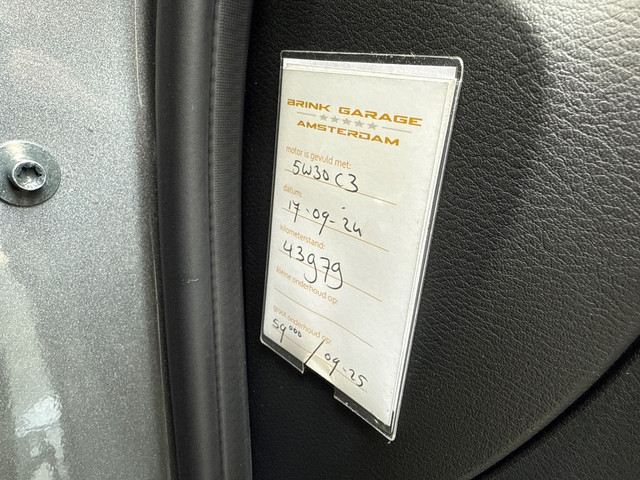 BRINK GARAGE
AMSTERDAM
motor is gevuld met:
5W30 C3
datum:
17-09-24
kilometerstand:
43979
kleine onderhoud op:
groot onderhoud op:
59000 / 09-25